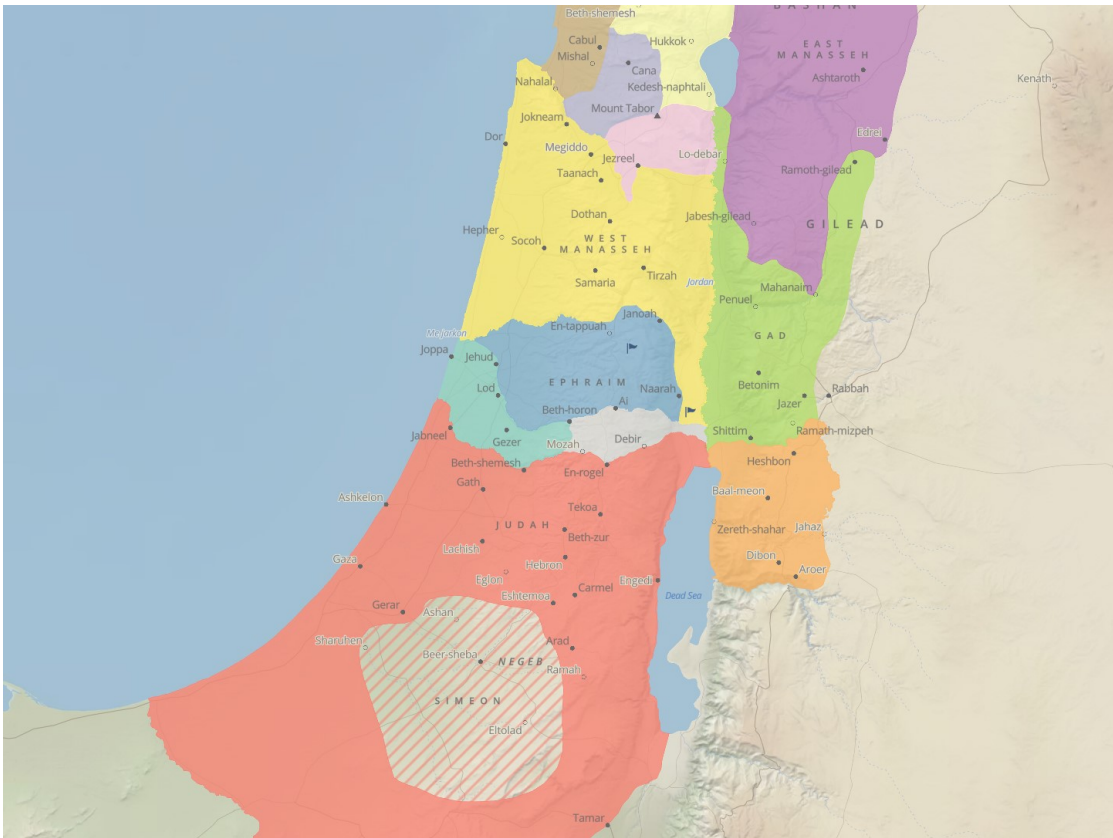 BASHAN
Beth-shemesh
Cabul
Hukkok
EAST
MANASSEH
Mishal
Cana
Ashtaroth
Kenath
Nahalal
Kedesh-naphtali
Mount Tabor
Jokneam
Dor
Edrei
Megiddo
Jezreel
Lo-debar
Ramoth-gilead
Taanach
Dothan
Jabesh-gilead
GILEAD
Hepher
Socoh
WEST
MANASSEH
Samaria
Tirzah
Jordan
Mahanaim
Penuel
Janoah
En-tappuah
Me-jarkon
GAD
Joppa
Jehud
EPHRAIM
Betonim
Lod
Naarah
Rabbah
Jazer
Beth-horon
Ai
Jabneel
Gezer
Mozah
Debir
Shittim
Ramath-mizpeh
Beth-shemesh
En-rogel
Heshbon
Gath
Ashkelon
Baal-meon
Tekoa
JUDAH
Beth-zur
Zereth-shahar
Jahaz
Lachish
Gaza
Hebron
Dibon
Aroer
Eglon
Engedi
Carmel
Eshtemoa
Dead Sea
Gerar
Ashan
Sharuhen
Arad
Beer-sheba
NEGEB
Ramah
SIMEON
Eltolad
Tamar